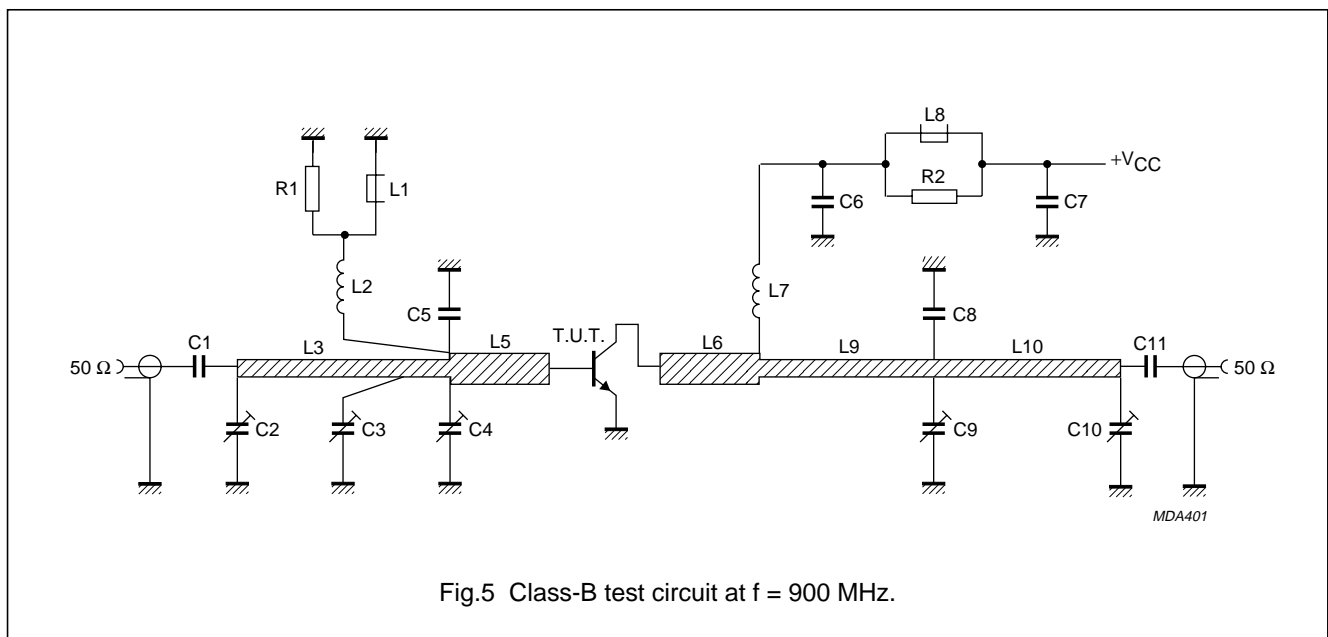 L8
+VCC
R1
L1
R2
C6
C7
L2
L7
C5
C8
T.U.T.
C1
L3
L5
L6
L9
L10
C11
50 Ω
50 Ω
C2
C3
C4
C9
C10
MDA401
Fig.5 Class-B test circuit at f = 900 MHz.